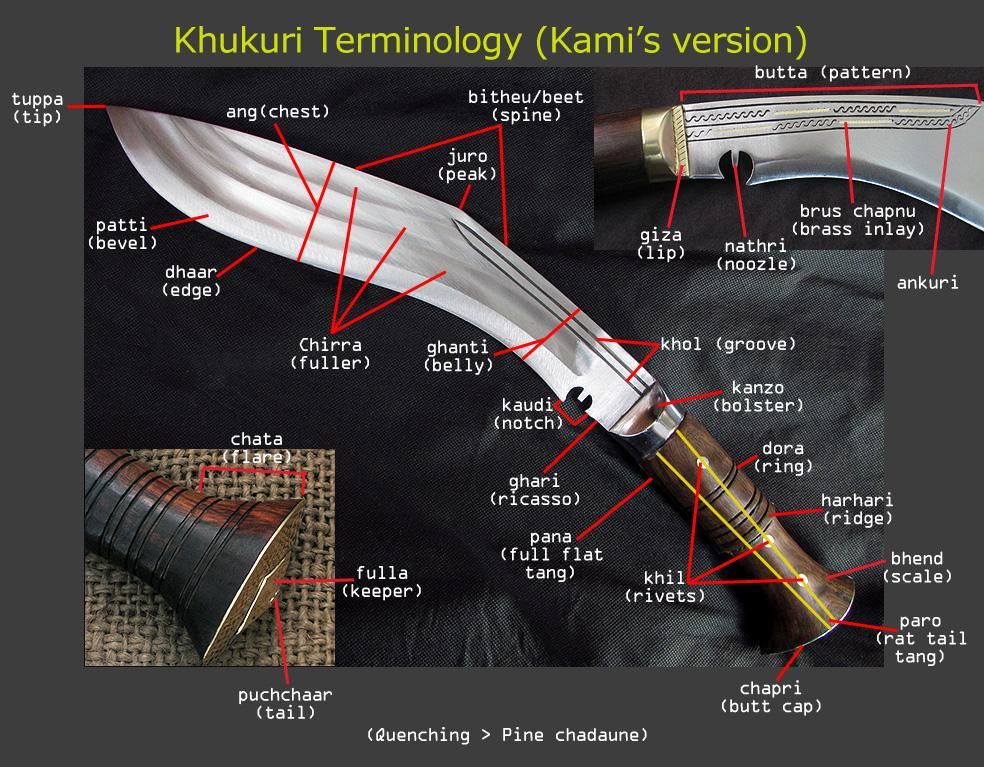 Khukuri Terminology (Kami's version)
butta (pattern)
tuppa
(tip)
ang(chest)
bitheu/beet
(spine)
juro
(peak)
patti
(bevel)
dhaar
(edge)
giza
(lip)
nathri
(noozle)
brus chapnu
(brass inlay)
ankuri
Chirra
(fuller)
ghanti
(belly)
khol (groove)
kanzo
(bolster)
kaudi
(notch)
chata
(flare)
dora
(ring)
ghari
(ricasso)
harhari
(ridge)
pana
(full flat
tang)
bhend
(scale)
fulla
(keeper)
khil
(rivets)
paro
(rat tail
tang)
puchchaar
(tail)
chapri
(butt cap)
(Quenching > Pine chadaune)